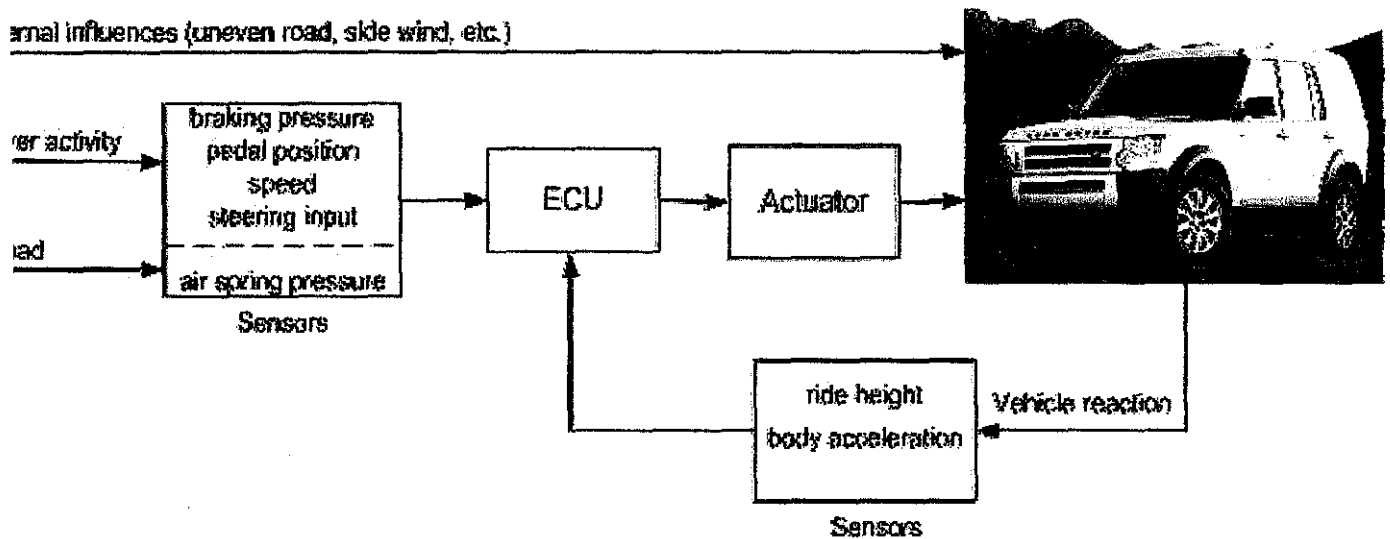 ernal influences (uneven road, side wind, etc.)
ver activity
braking pressure
pedal position
speed
steering input
oad
air spring pressure
Sensors
ECU
Actuator
ride height
body acceleration
Vehicle reaction
Sensors